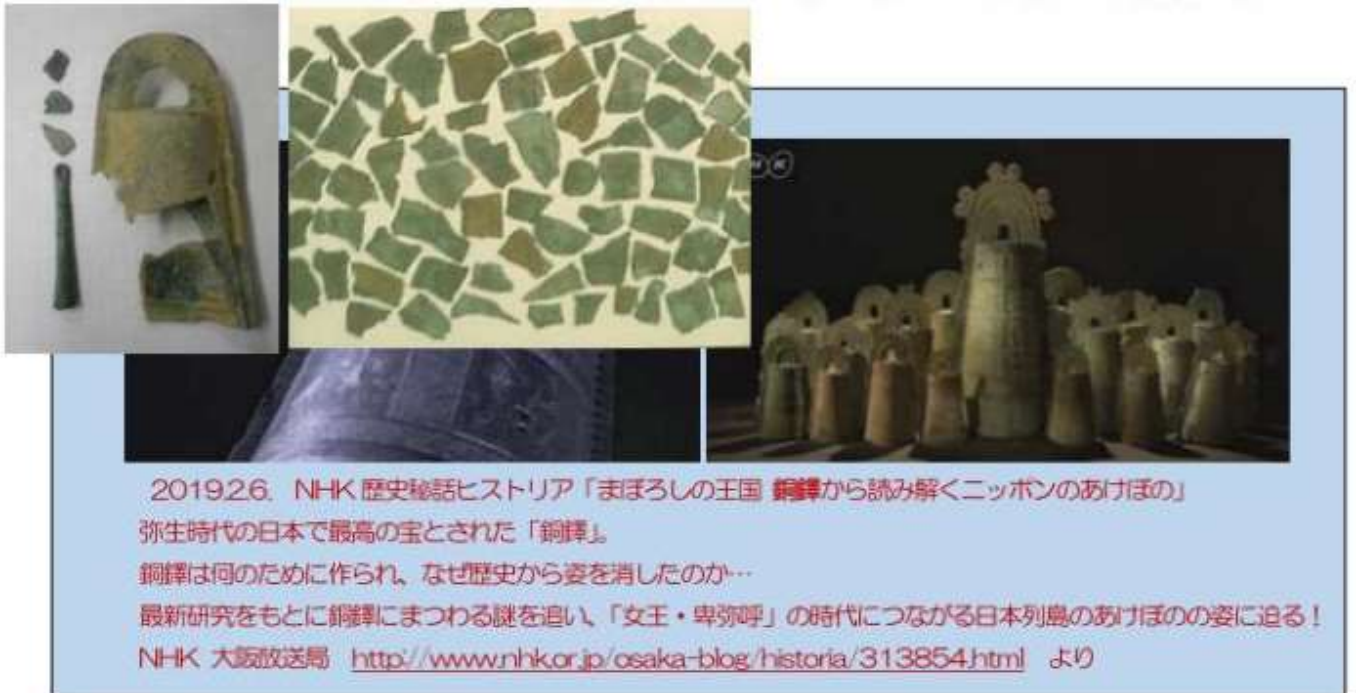 2019.2.6. NHK 歴史秘話ヒストリア「まぼろしの王国 銅鐸から読み解くニッポンのあけぼの」
弥生時代の日本で最高の宝とされた「銅鐸」。
銅鐸は何のために作られ、なぜ歴史から姿を消したのか…
最新研究をもとに銅鐸にまつわる謎を追い、「女王・卑弥呼」の時代につながる日本列島のあけぼのの姿に迫る！
NHK 大阪放送局 http://www.nhk.or.jp/osaka-blog/historia/313854.html より